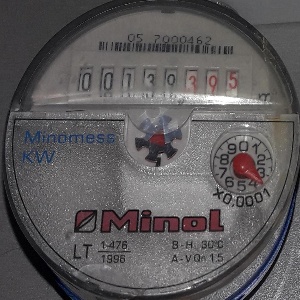 05 7000462
00139395
m
Minomess
KW
9 0 1 2 3 4 5 6 7 8
x0,0001
Minol
LT 1-476 B-H 30°C
1996 A-V Qn 1.5